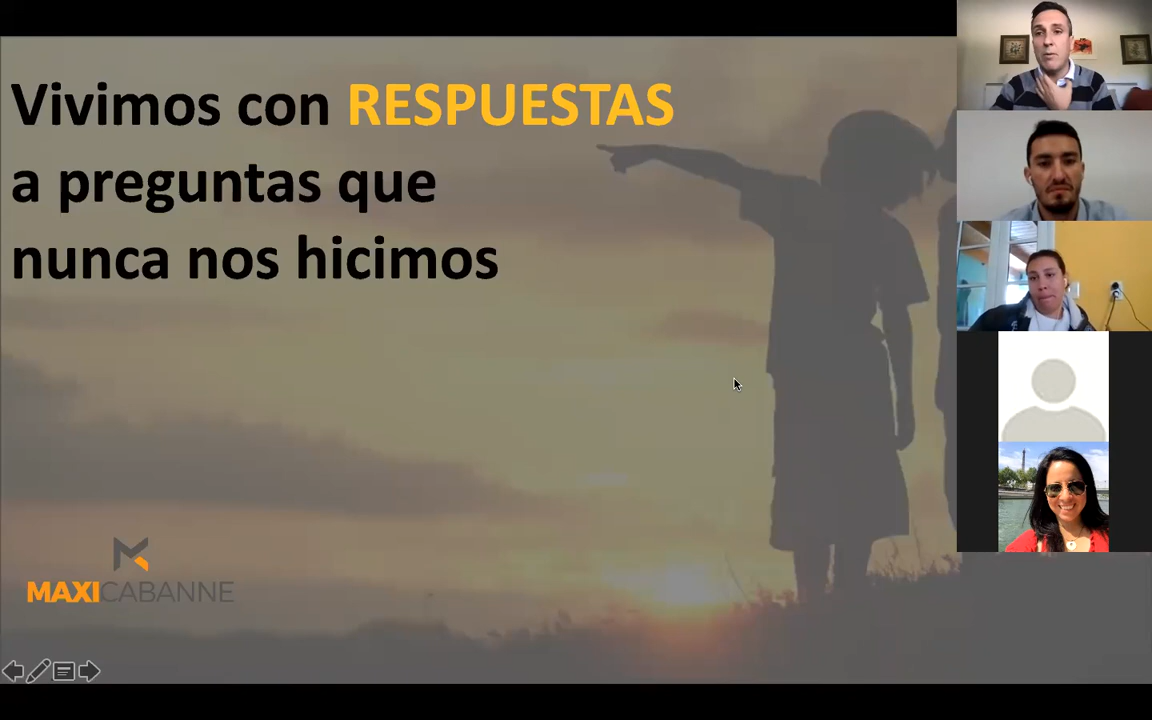 Vivimos con RESPUESTAS
a preguntas que
nunca nos hicimos
MAXICABANNE